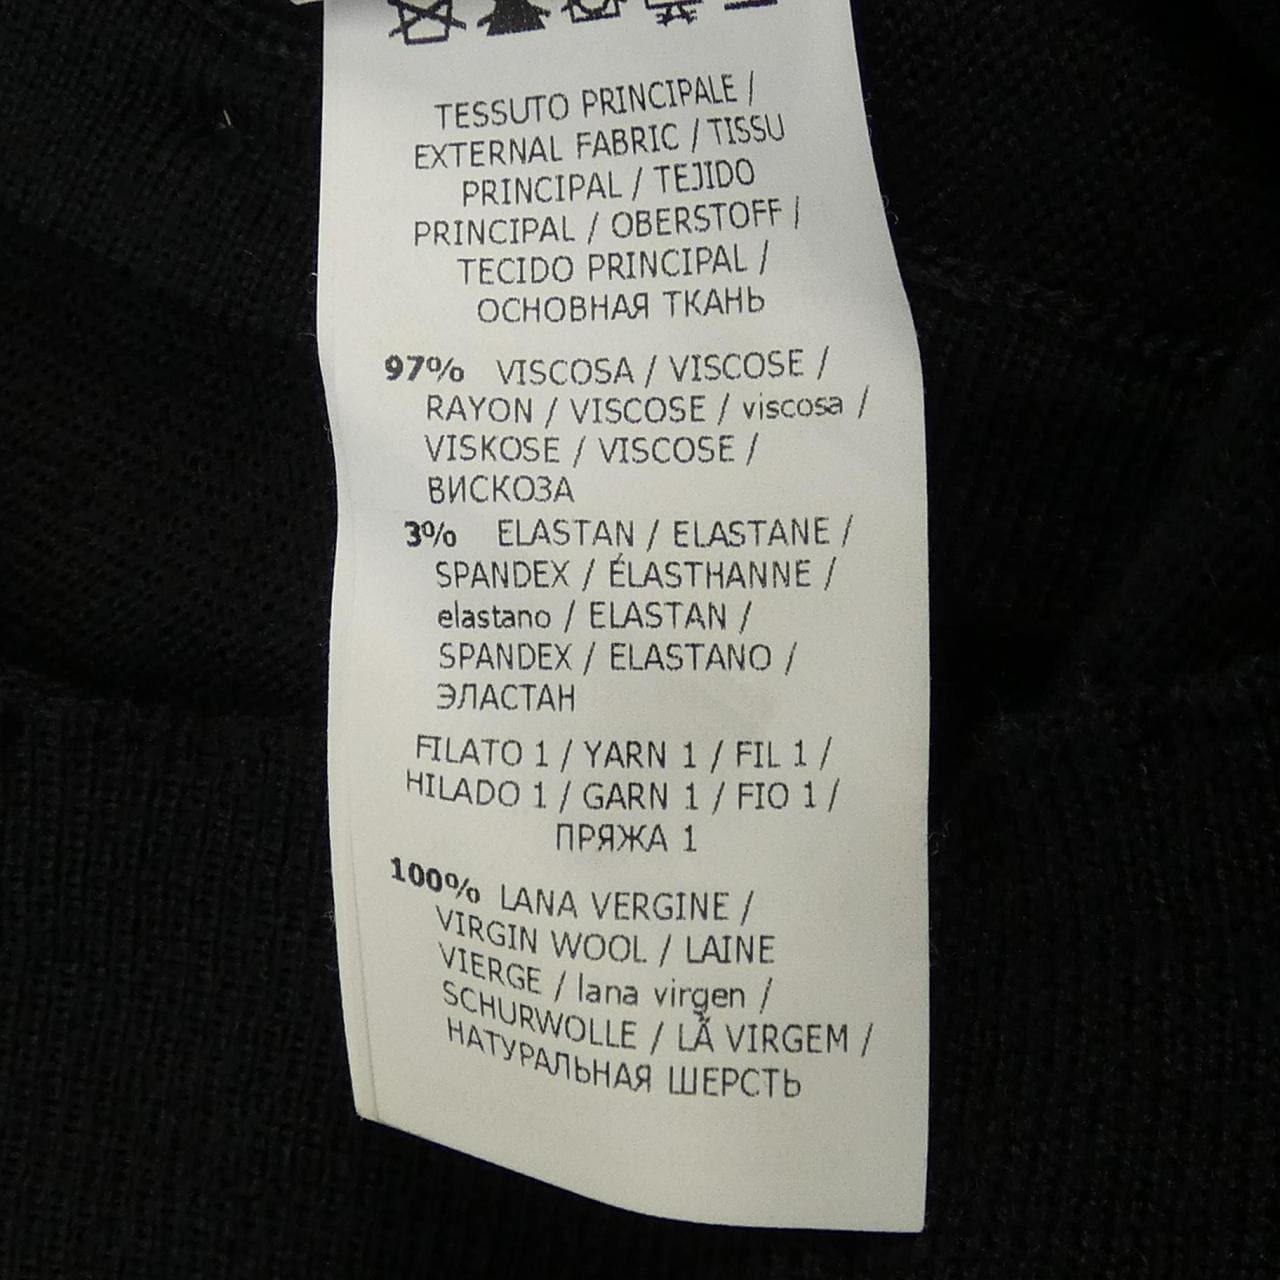 TESSUTO PRINCIPALE /
EXTERNAL FABRIC / TISSU
PRINCIPAL / TEJIDO
PRINCIPAL / OBERSTOFF /
TECIDO PRINCIPAL /
ОСНОВНАЯ ТКАНЬ
97% VISCOSA / VISCOSE /
RAYON / VISCOSE / viscosa /
VISKOSE / VISCOSE /
ВИСКОЗА
3% ELASTAN / ELASTANE /
SPANDEX / ÉLASTHANNE /
elastano / ELASTAN /
SPANDEX / ELASTANO /
ЭЛАСТАН
FILATO 1 / YARN 1 / FIL 1 /
HILADO 1 / GARN 1 / FIO 1 /
ПРЯЖА 1
100% LANA VERGINE /
VIRGIN WOOL / LAINE
VIERGE / lana virgen /
SCHURWOLLE / LÃ VIRGEM /
НАТУРАЛЬНАЯ ШЕРСТЬ